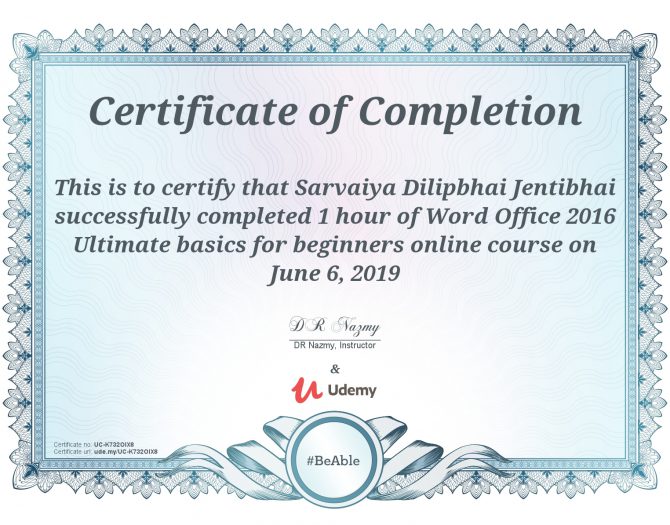 Certificate of Completion
This is to certify that Sarvaiya Dilipbhai Jentibhai
successfully completed 1 hour of Word Office 2016
Ultimate basics for beginners online course on
June 6, 2019
DR Nazmy
DR Nazmy, Instructor
&
Udemy
Certificate no: UC-K732OIX8
Certificate url: ude.my/UC-K732OIX8
#BeAble